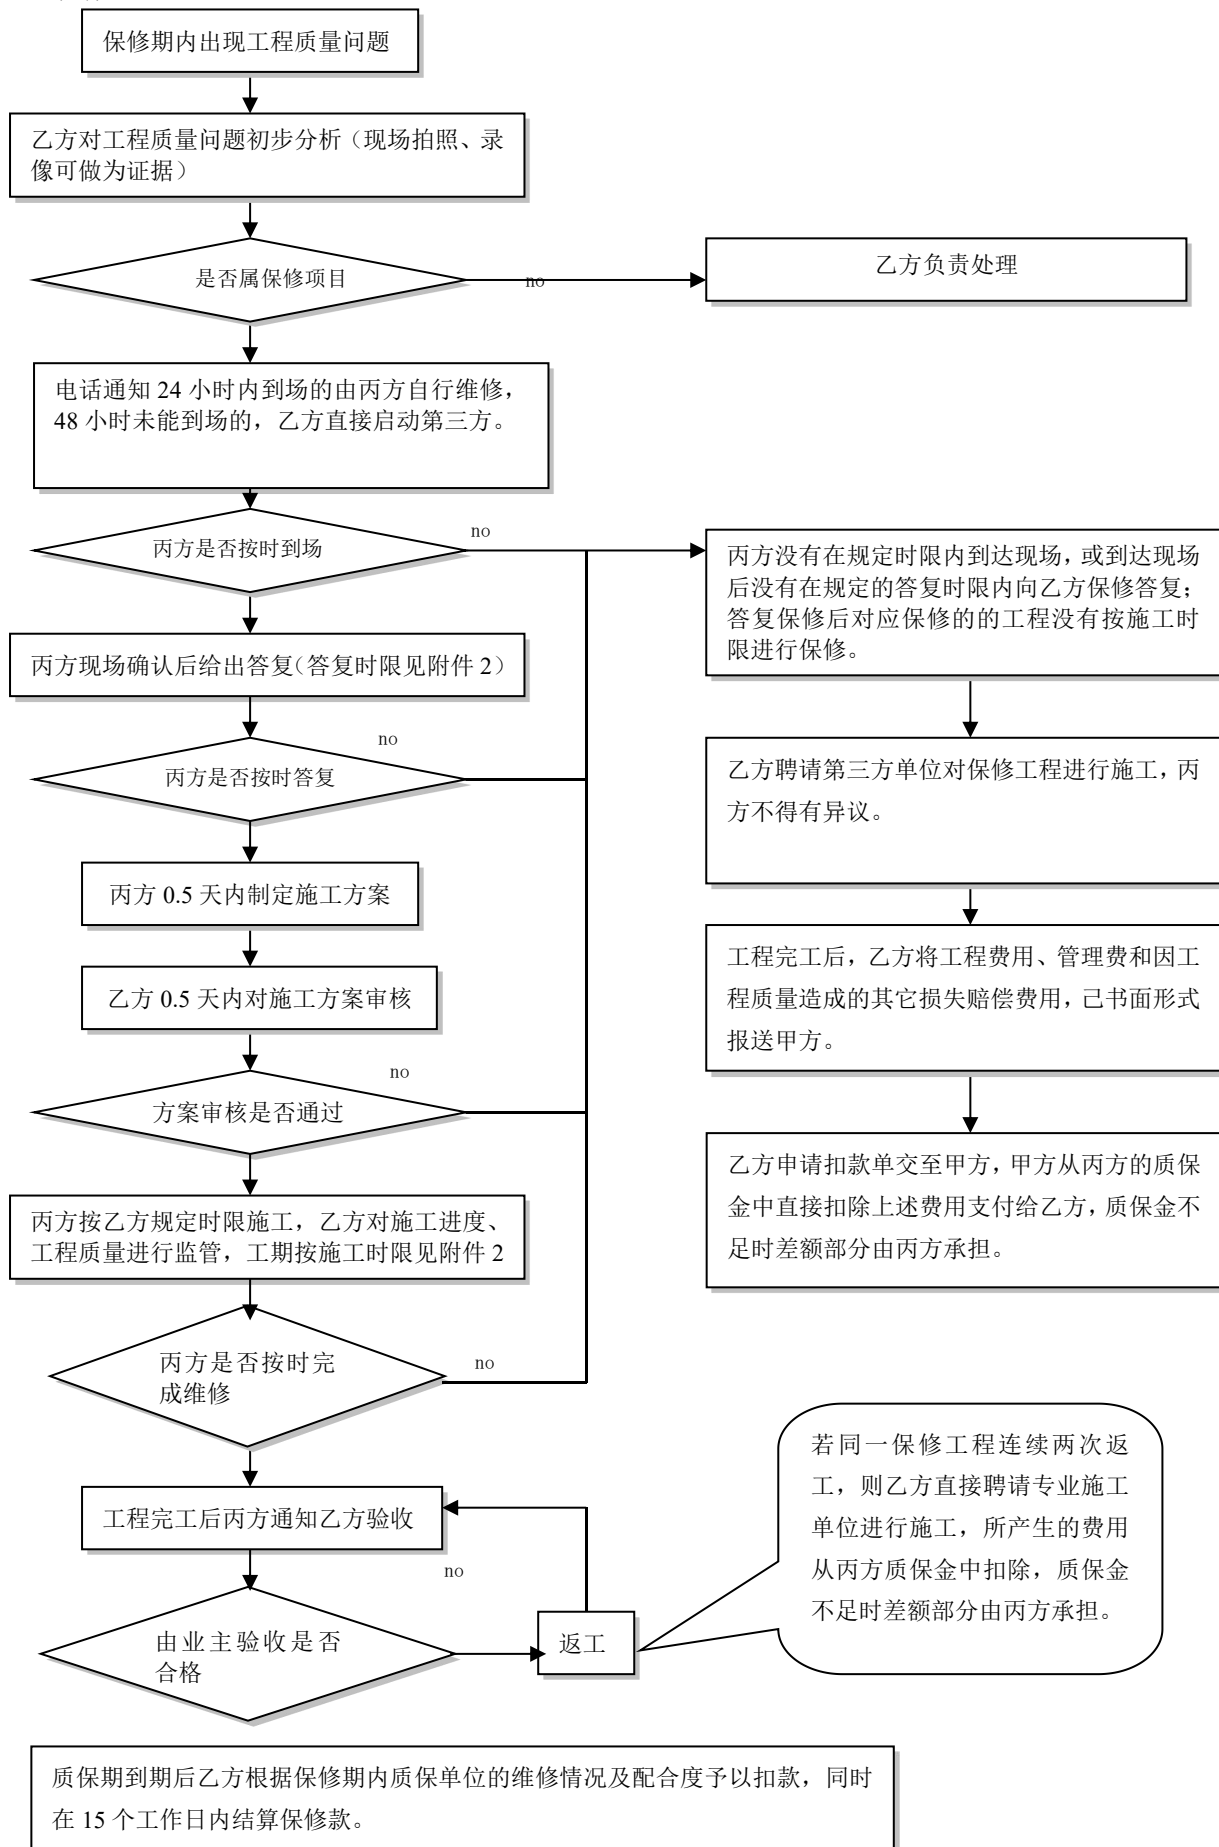 保修期内出现工程质量问题
乙方对工程质量问题初步分析（现场拍照、录
像可做为证据）
是否属保修项目
no
乙方负责处理
电话通知 24 小时内到场的由丙方自行维修，
48 小时未能到场的，乙方直接启动第三方。
丙方是否按时到场
no
丙方没有在规定时限内到达现场，或到达现场
后没有在规定的答复时限内向乙方保修答复；
答复保修后对应保修的的工程没有按施工时
限进行保修。
丙方现场确认后给出答复（答复时限见附件 2）
no
丙方是否按时答复
乙方聘请第三方单位对保修工程进行施工，丙
方不得有异议。
丙方 0.5 天内制定施工方案
乙方 0.5 天内对施工方案审核
工程完工后，乙方将工程费用、管理费和因工
程质量造成的其它损失赔偿费用，己书面形式
报送甲方。
no
方案审核是否通过
乙方申请扣款单交至甲方，甲方从丙方的质保
金中直接扣除上述费用支付给乙方，质保金不
足时差额部分由丙方承担。
丙方按乙方规定时限施工，乙方对施工进度、
工程质量进行监管，工期按施工时限见附件 2
丙方是否按时完
成维修
no
若同一保修工程连续两次返
工，则乙方直接聘请专业施工
单位进行施工，所产生的费用
从丙方质保金中扣除，质保金
不足时差额部分由丙方承担。
工程完工后丙方通知乙方验收
no
由业主验收是否
合格
返工
质保期到期后乙方根据保修期内质保单位的维修情况及配合度予以扣款，同时
在 15 个工作日内结算保修款。